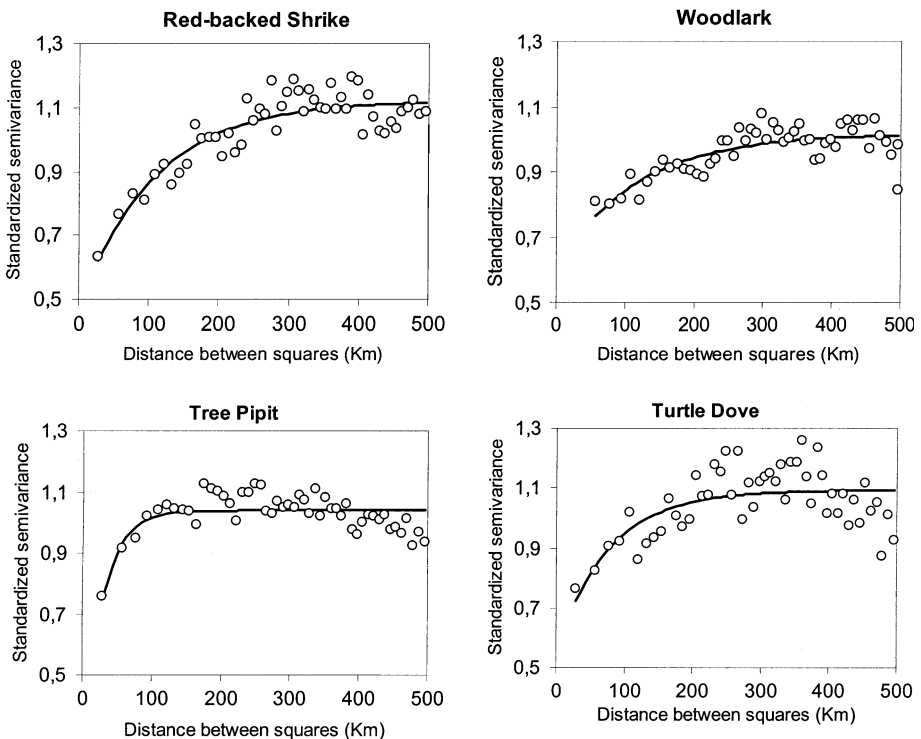 Red-backed Shrike
Standardized semivariance
1,3
1,1
0,9
0,7
0,5
0 100 200 300 400 500
Distance between squares (Km)
Woodlark
Standardized semivariance
1,3
1,1
0,9
0,7
0,5
0 100 200 300 400 500
Distance between squares (Km)
Tree Pipit
Standardized semivariance
1,3
1,1
0,9
0,7
0,5
0 100 200 300 400 500
Distance between squares (Km)
Turtle Dove
Standardized semivariance
1,3
1,1
0,9
0,7
0,5
0 100 200 300 400 500
Distance between squares (Km)